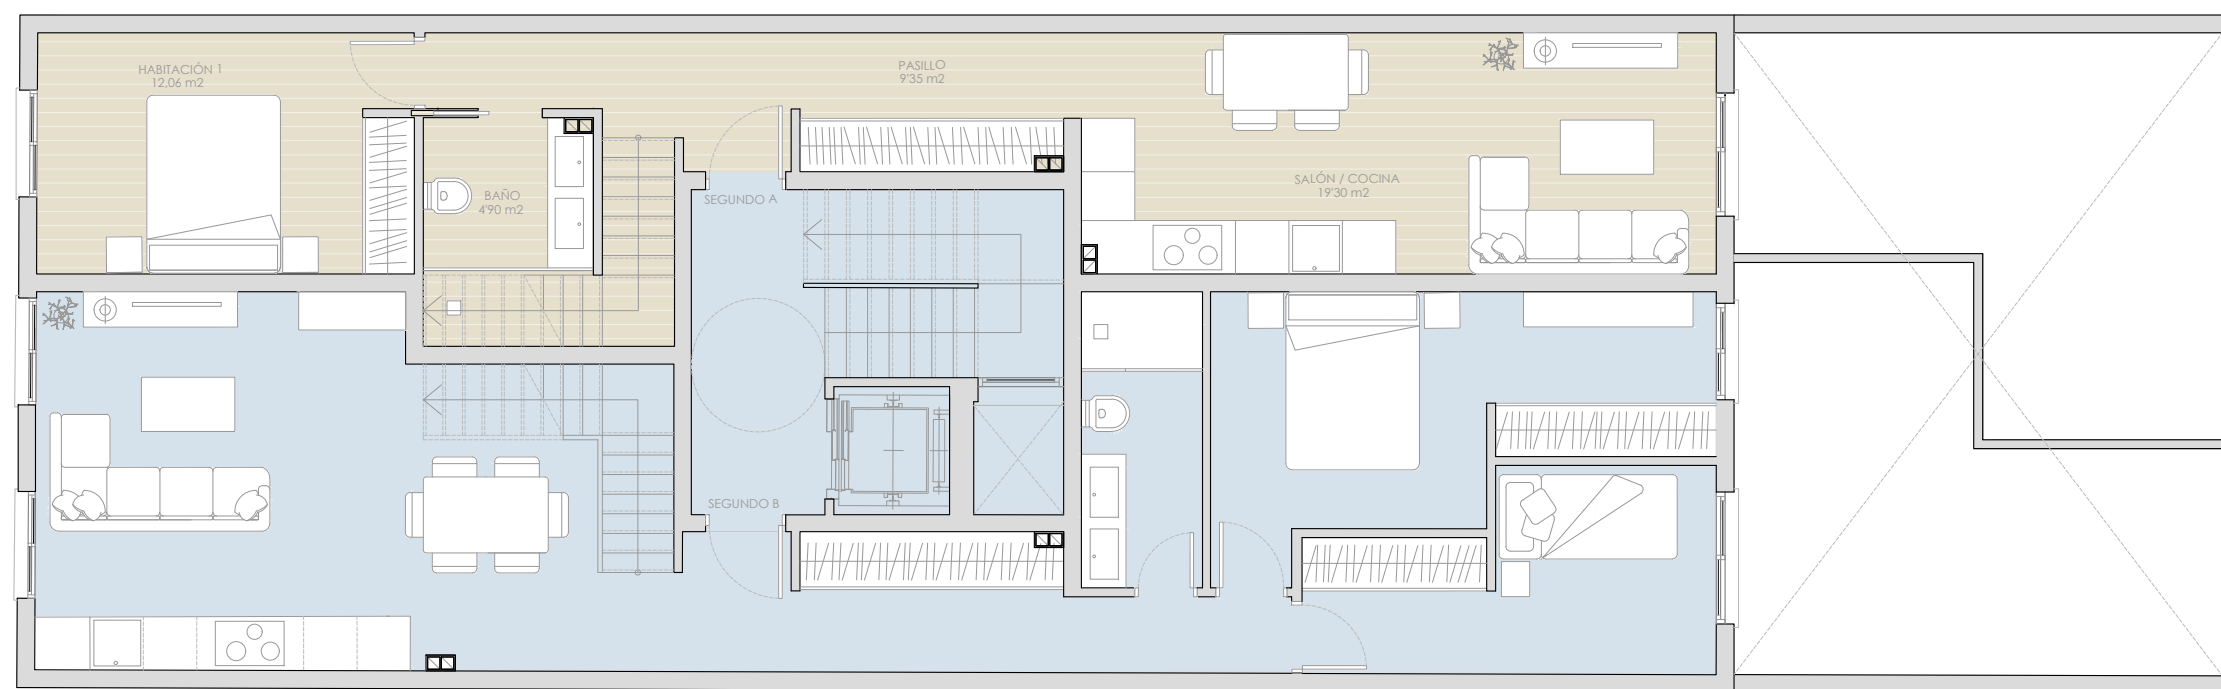 HABITACIÓN 1
12,06 m2
PASILLO
9'35 m2
BAÑO
4'90 m2
SEGUNDO A
SALÓN / COCINA
19'30 m2
SEGUNDO B